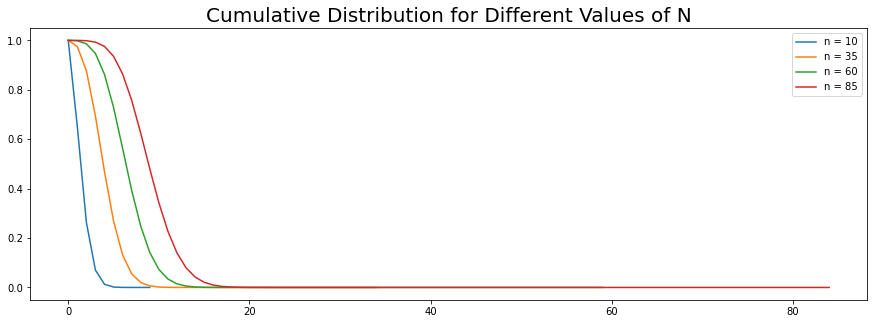 Cumulative Distribution for Different Values of N
n = 10
n = 35
n = 60
n = 85
1.0
0.8
0.6
0.4
0.2
0.0
0 20 40 60 80